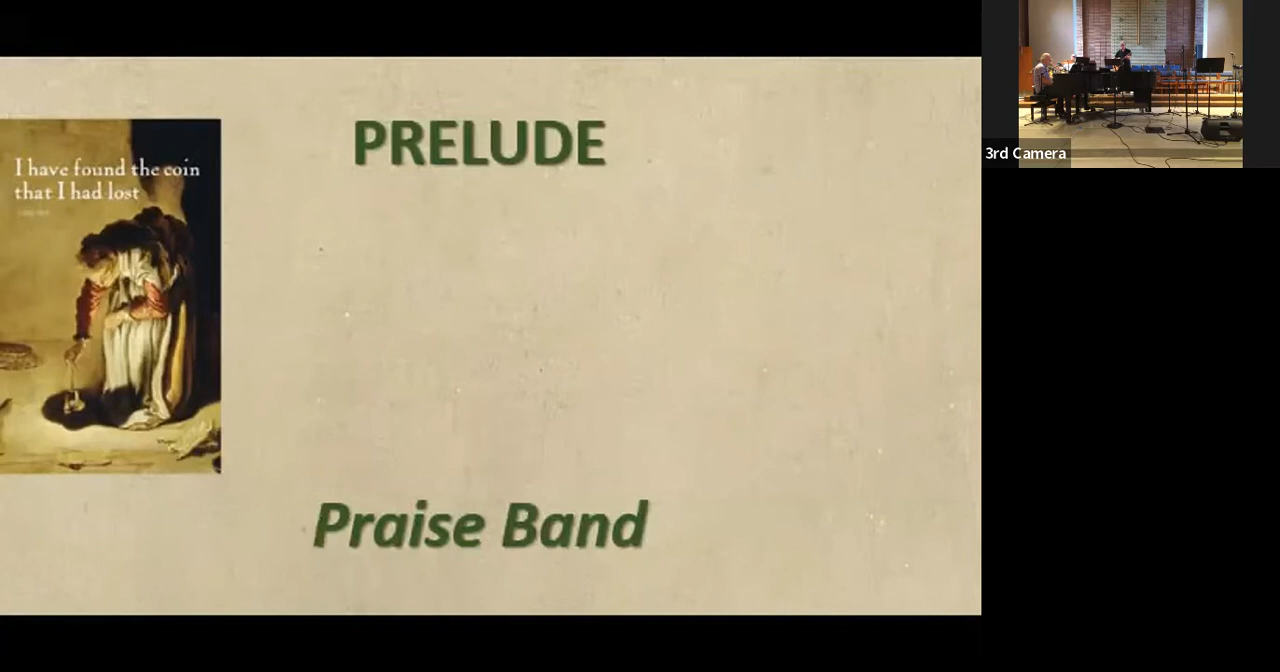 PRELUDE
I have found the coin
that I had lost
Praise Band
3rd Camera